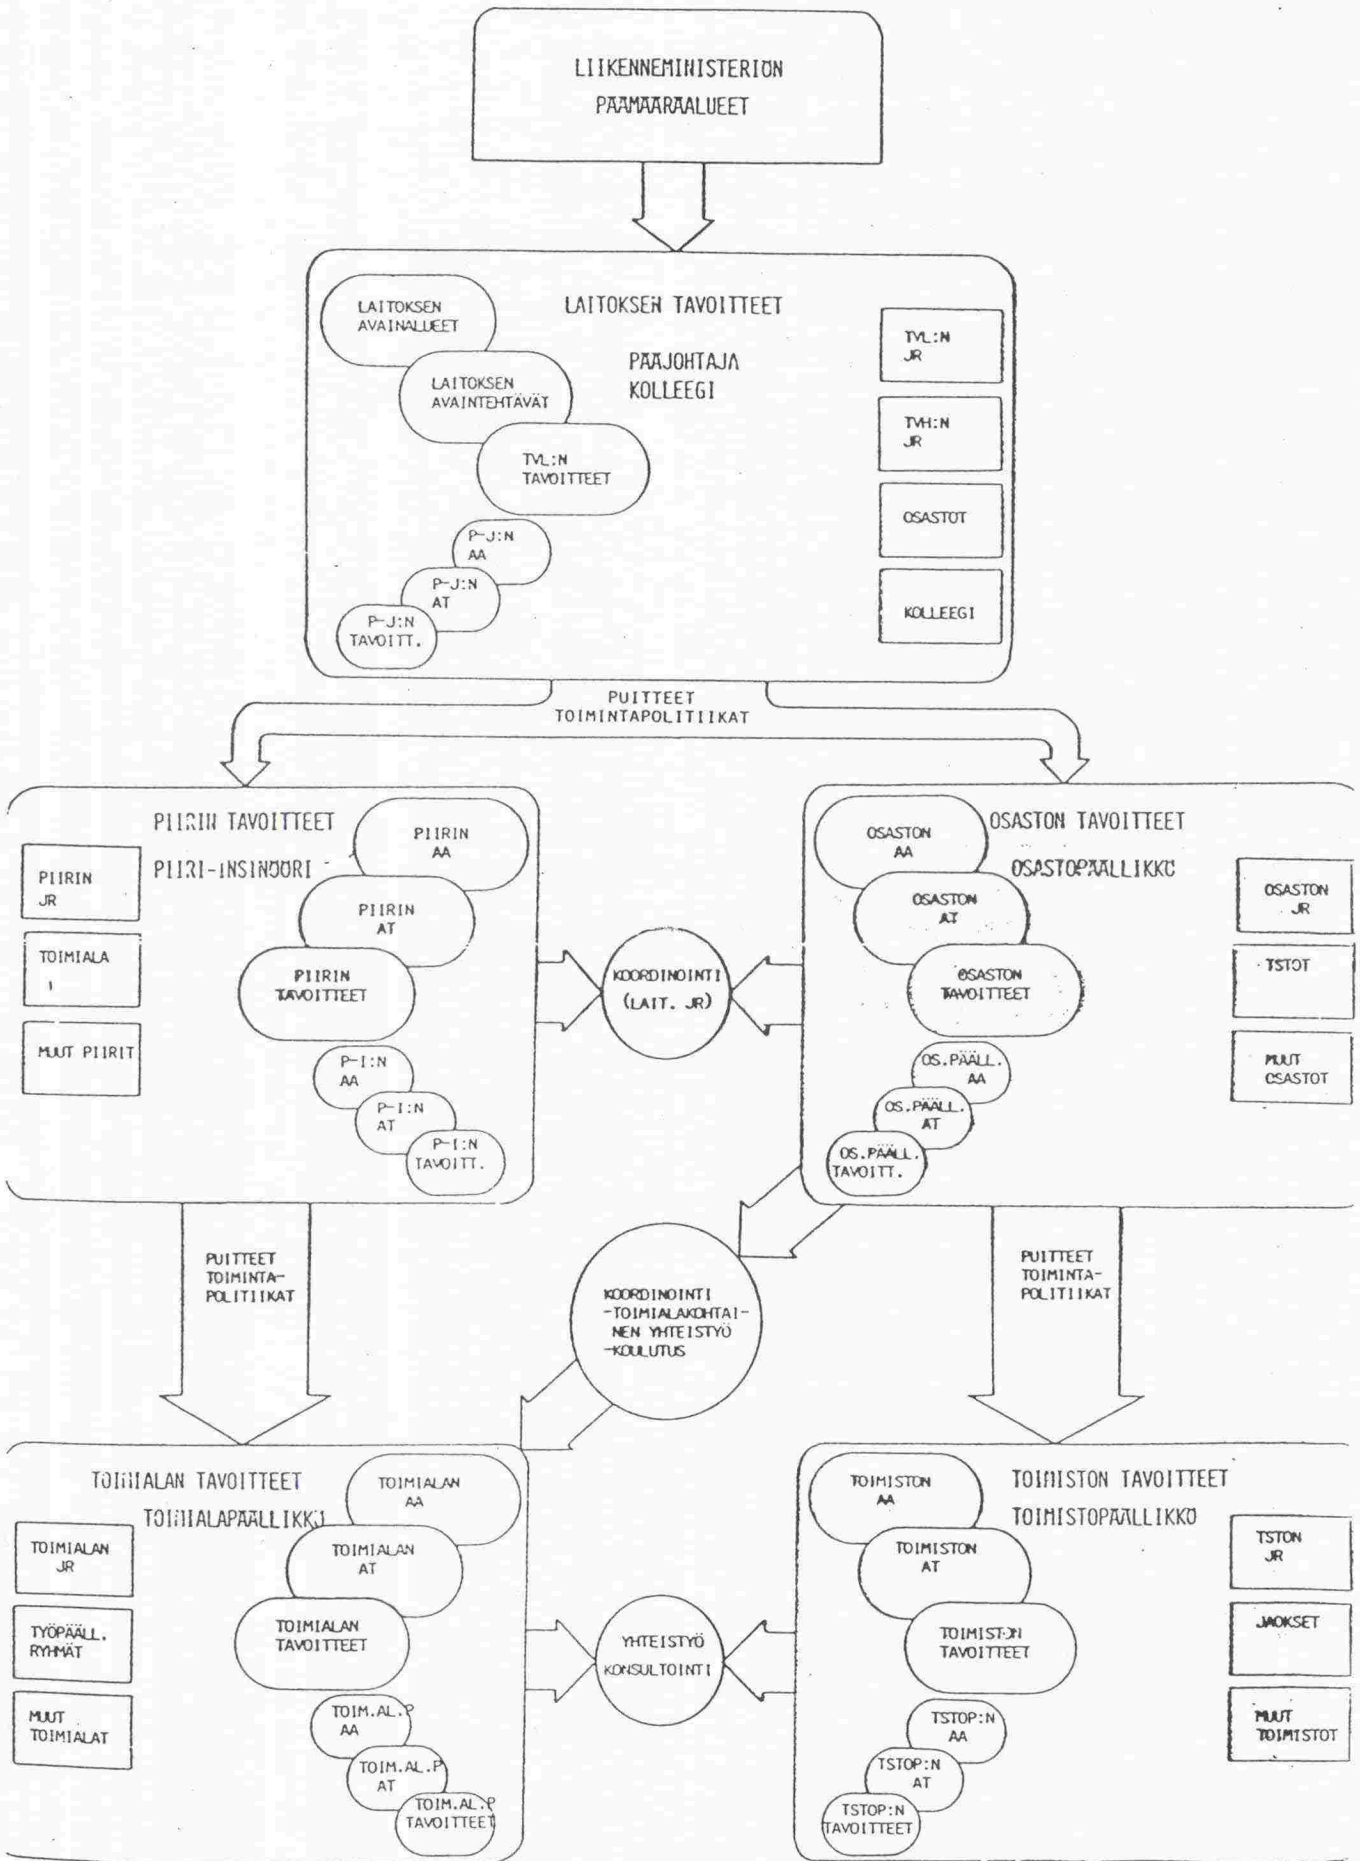 LIIKENNEMINISTERIÖN
PÄÄMÄÄRÄALUEET
LAITOKSEN TAVOITTEET
PÄÄJOHTAJA
KOLLEEGI
LAITOKSEN
AVAINALUEET
LAITOKSEN
AVAINTEHTÄVÄT
TVL:N
TAVOITTEET
P-J:N
AA
P-J:N
AT
P-J:N
TAVOITT.
TVL:N
JR
TVH:N
JR
OSASTOT
KOLLEEGI
PUITTEET
TOIMINTAPOLITIIKAT
PIIRIN TAVOITTEET
PIIRI-INSINÖÖRI
PIIRIN
JR
TOIMIALA
MUUT PIIRIT
PIIRIN
AA
PIIRIN
AT
PIIRIN
TAVOITTEET
P-I:N
AA
P-I:N
AT
P-I:N
TAVOITT.
KOORDINOINTI
(LAIT. JR)
OSASTON TAVOITTEET
OSASTOPÄÄLLIKKÖ
OSASTON
AA
OSASTON
AT
OSASTON
TAVOITTEET
OS.PÄÄLL.
AA
OS.PÄÄLL.
AT
OS.PÄÄLL.
TAVOITT.
OSASTON
JR
TSTOT
MUUT
OSASTOT
PUITTEET
TOIMINTA-
POLITIIKAT
KOORDINOINTI
-TOIMIALAKOHTAI-
NEN YHTEISTYÖ
-KOULUTUS
PUITTEET
TOIMINTA-
POLITIIKAT
TOIMIALAN TAVOITTEET
TOIMIALAPÄÄLLIKKÖ
TOIMIALAN
JR
TYÖPÄÄLL.
RYHMÄT
MUUT
TOIMIALAT
TOIMIALAN
AA
TOIMIALAN
AT
TOIMIALAN
TAVOITTEET
TOIM.AL.P
AA
TOIM.AL.P
AT
TOIM.AL.P
TAVOITTEET
YHTEISTYÖ
KONSULTOINTI
TOIMISTON TAVOITTEET
TOIMISTOPÄÄLLIKKÖ
TOIMISTON
AA
TOIMISTON
AT
TOIMISTON
TAVOITTEET
TSTOP:N
AA
TSTOP:N
AT
TSTOP:N
TAVOITTEET
TSTON
JR
JAOKSET
MUUT
TOIMISTOT